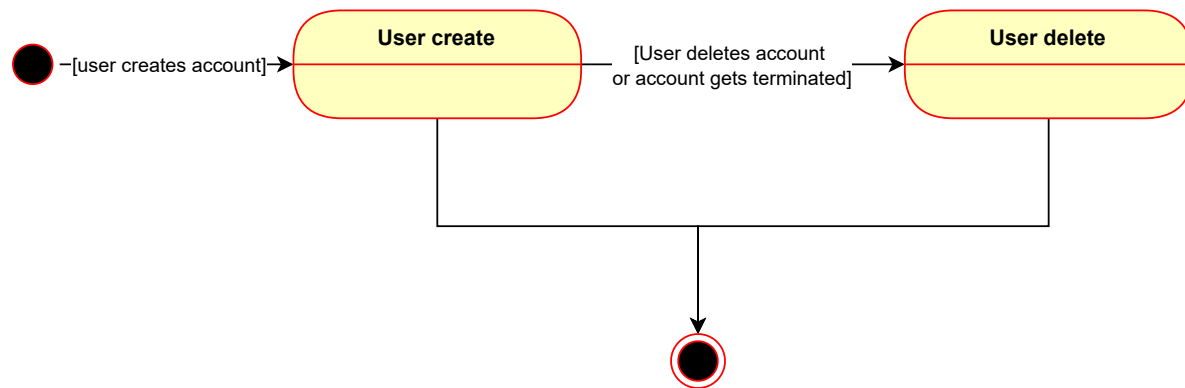 User create
User delete
[user creates account]
[User deletes account
or account gets terminated]